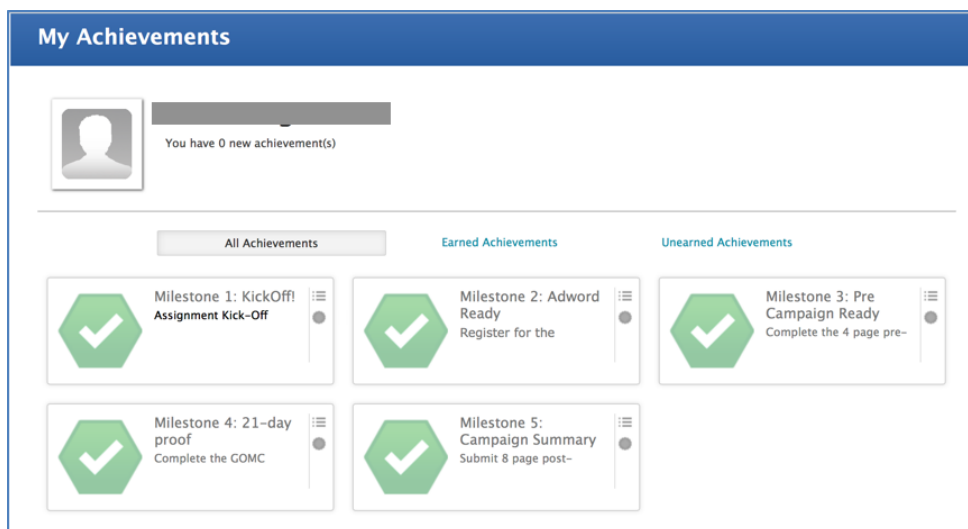 My Achievements
You have 0 new achievement(s)
All Achievements
Earned Achievements
Unearned Achievements
Milestone 1: KickOff!
Assignment Kick-Off
Milestone 2: Adword
Ready
Register for the
Milestone 3: Pre
Campaign Ready
Complete the 4 page pre-
Milestone 4: 21-day
proof
Complete the GOMC
Milestone 5:
Campaign Summary
Submit 8 page post-